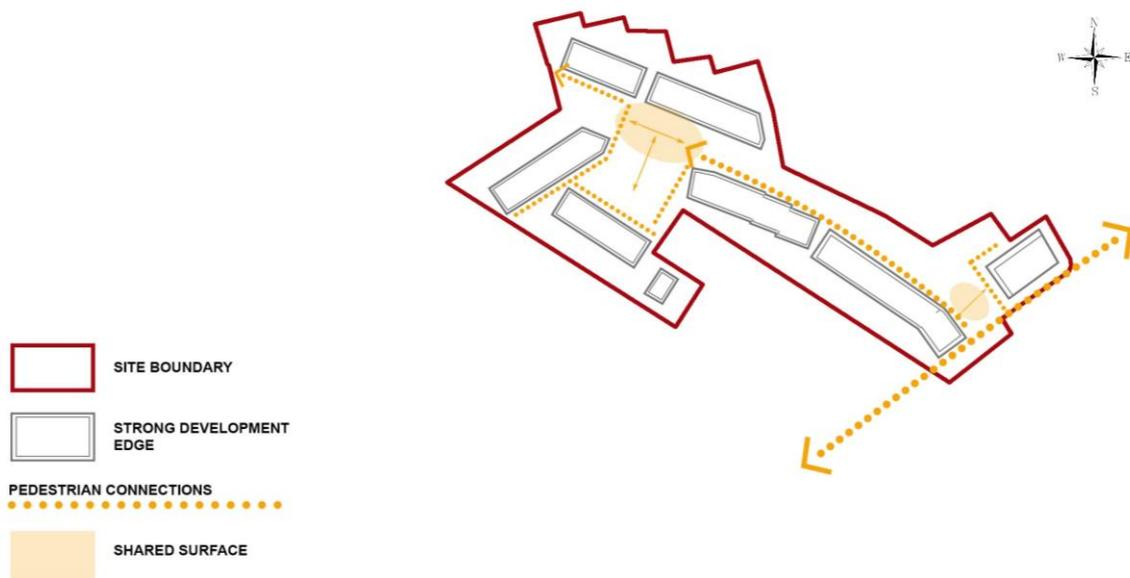 N
W E
S
SITE BOUNDARY
STRONG DEVELOPMENT
EDGE
PEDESTRIAN CONNECTIONS
SHARED SURFACE